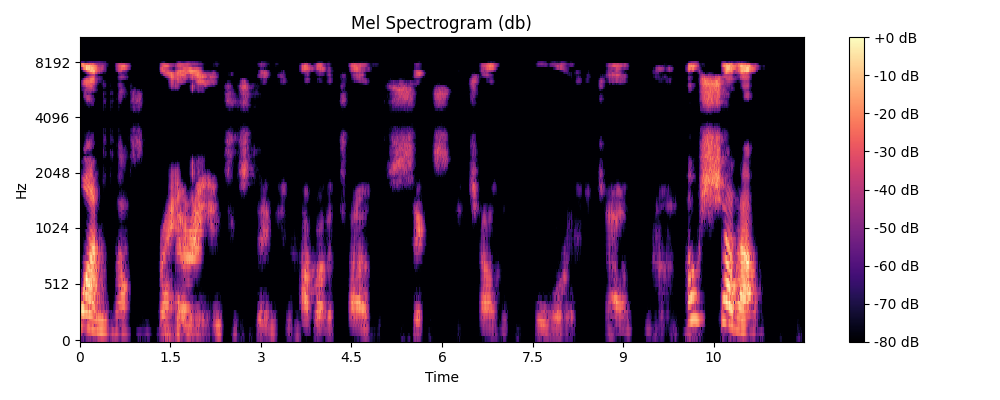 Mel Spectrogram (db)
+0 dB
8192
-10 dB
4096
-20 dB
-30 dB
Hz
2048
-40 dB
1024
-50 dB
512
-60 dB
-70 dB
0
-80 dB
0 1.5 3 4.5 6 7.5 9 10
Time